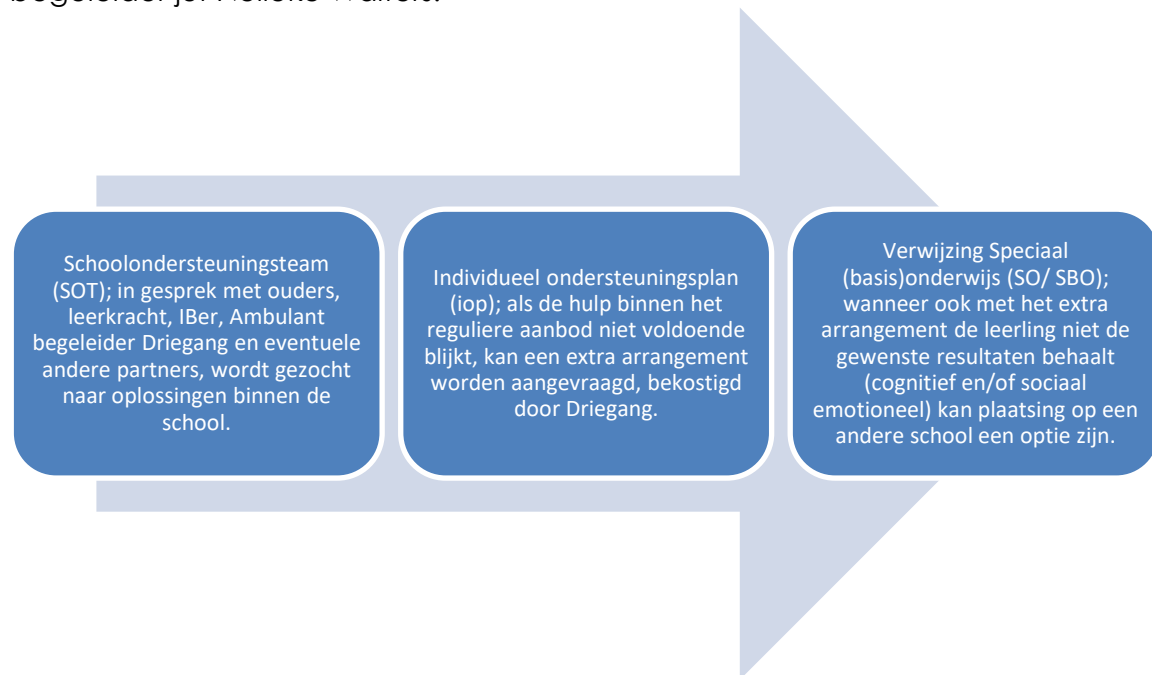 Schoolondersteuningsteam
(SOT); in gesprek met ouders,
leerkracht, IBer, Ambulant
begeleider Driegang en eventuele
andere partners, wordt gezocht
naar oplossingen binnen de
school.
Individueel ondersteuningsplan
(iop); als de hulp binnen het
reguliere aanbod niet voldoende
blijkt, kan een extra arrangement
worden aangevraagd, bekostigd
door Driegang.
Verwijzing Speciaal
(basis)onderwijs (SO/ SBO);
wanneer ook met het extra
arrangement de leerling niet de
gewenste resultaten behaalt
(cognitief en/of sociaal
emotioneel) kan plaatsing op een
andere school een optie zijn.